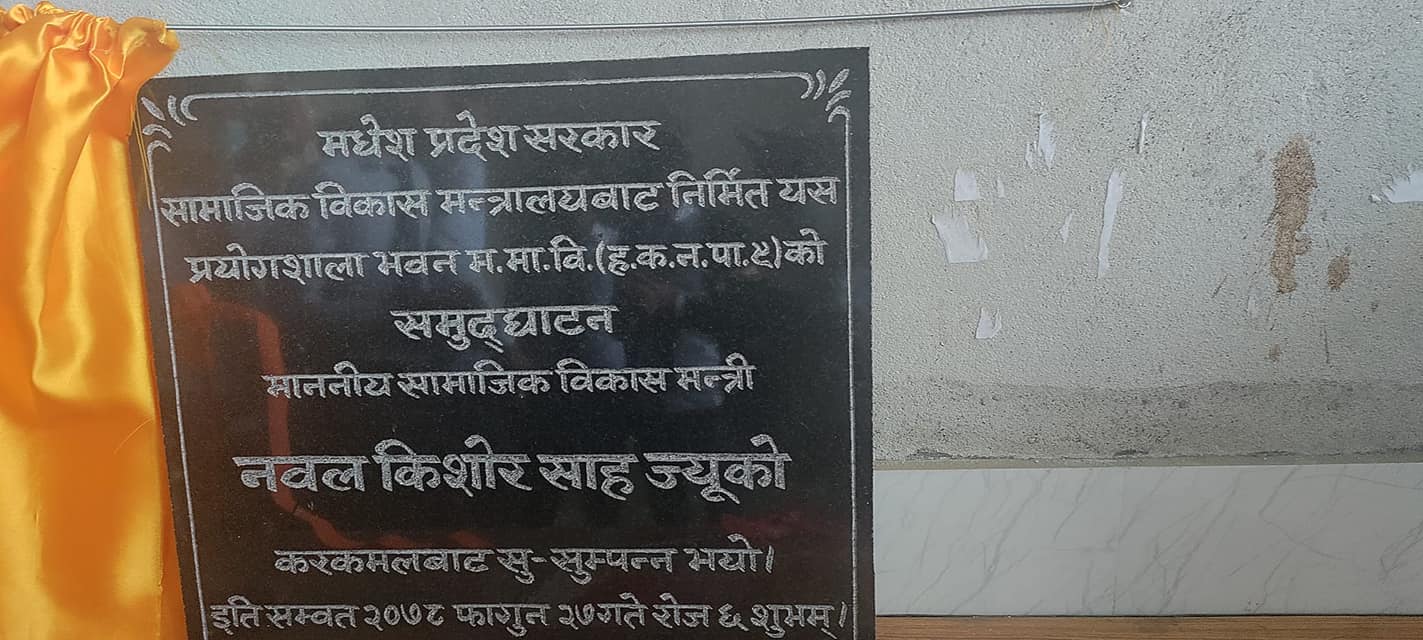 मधेश प्रदेश सरकार
सामाजिक विकास मन्त्रालयबाट निर्मित यस
प्रयोगशाला भवन म.मा.वि.(ह.क.न.पा.९)को
समुद्घाटन
माननीय सामाजिक विकास मन्त्री
नवल किशोर साह ज्यूको
करकमलबाट सु-सुम्पन्न भयो।
इति सम्वत २०७८ फागुन २७गते रोज ६ शुभम्।